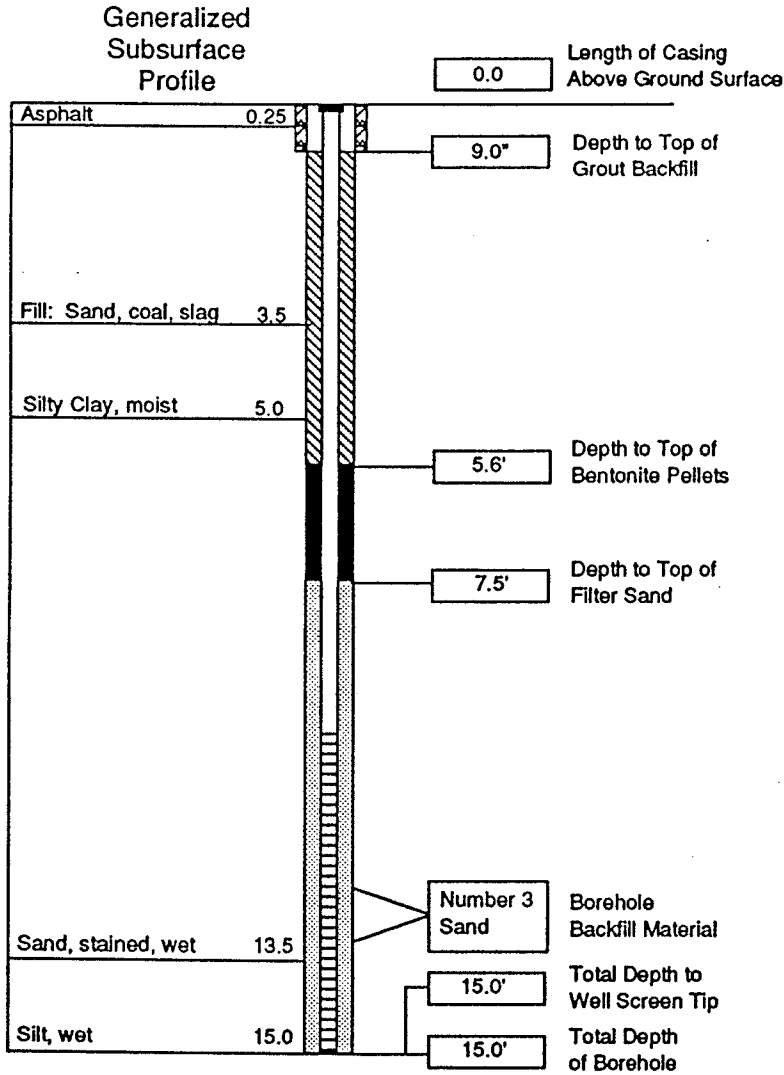 Generalized
Subsurface
Profile
0.0
Length of Casing
Above Ground Surface
Asphalt 0.25
9.0"
Depth to Top of
Grout Backfill
Fill: Sand, coal, slag 3.5
Silty Clay, moist 5.0
5.6'
Depth to Top of
Bentonite Pellets
7.5'
Depth to Top of
Filter Sand
Number 3
Sand
Borehole
Backfill Material
Sand, stained, wet 13.5
15.0'
Total Depth to
Well Screen Tip
Silt, wet 15.0
15.0'
Total Depth
of Borehole